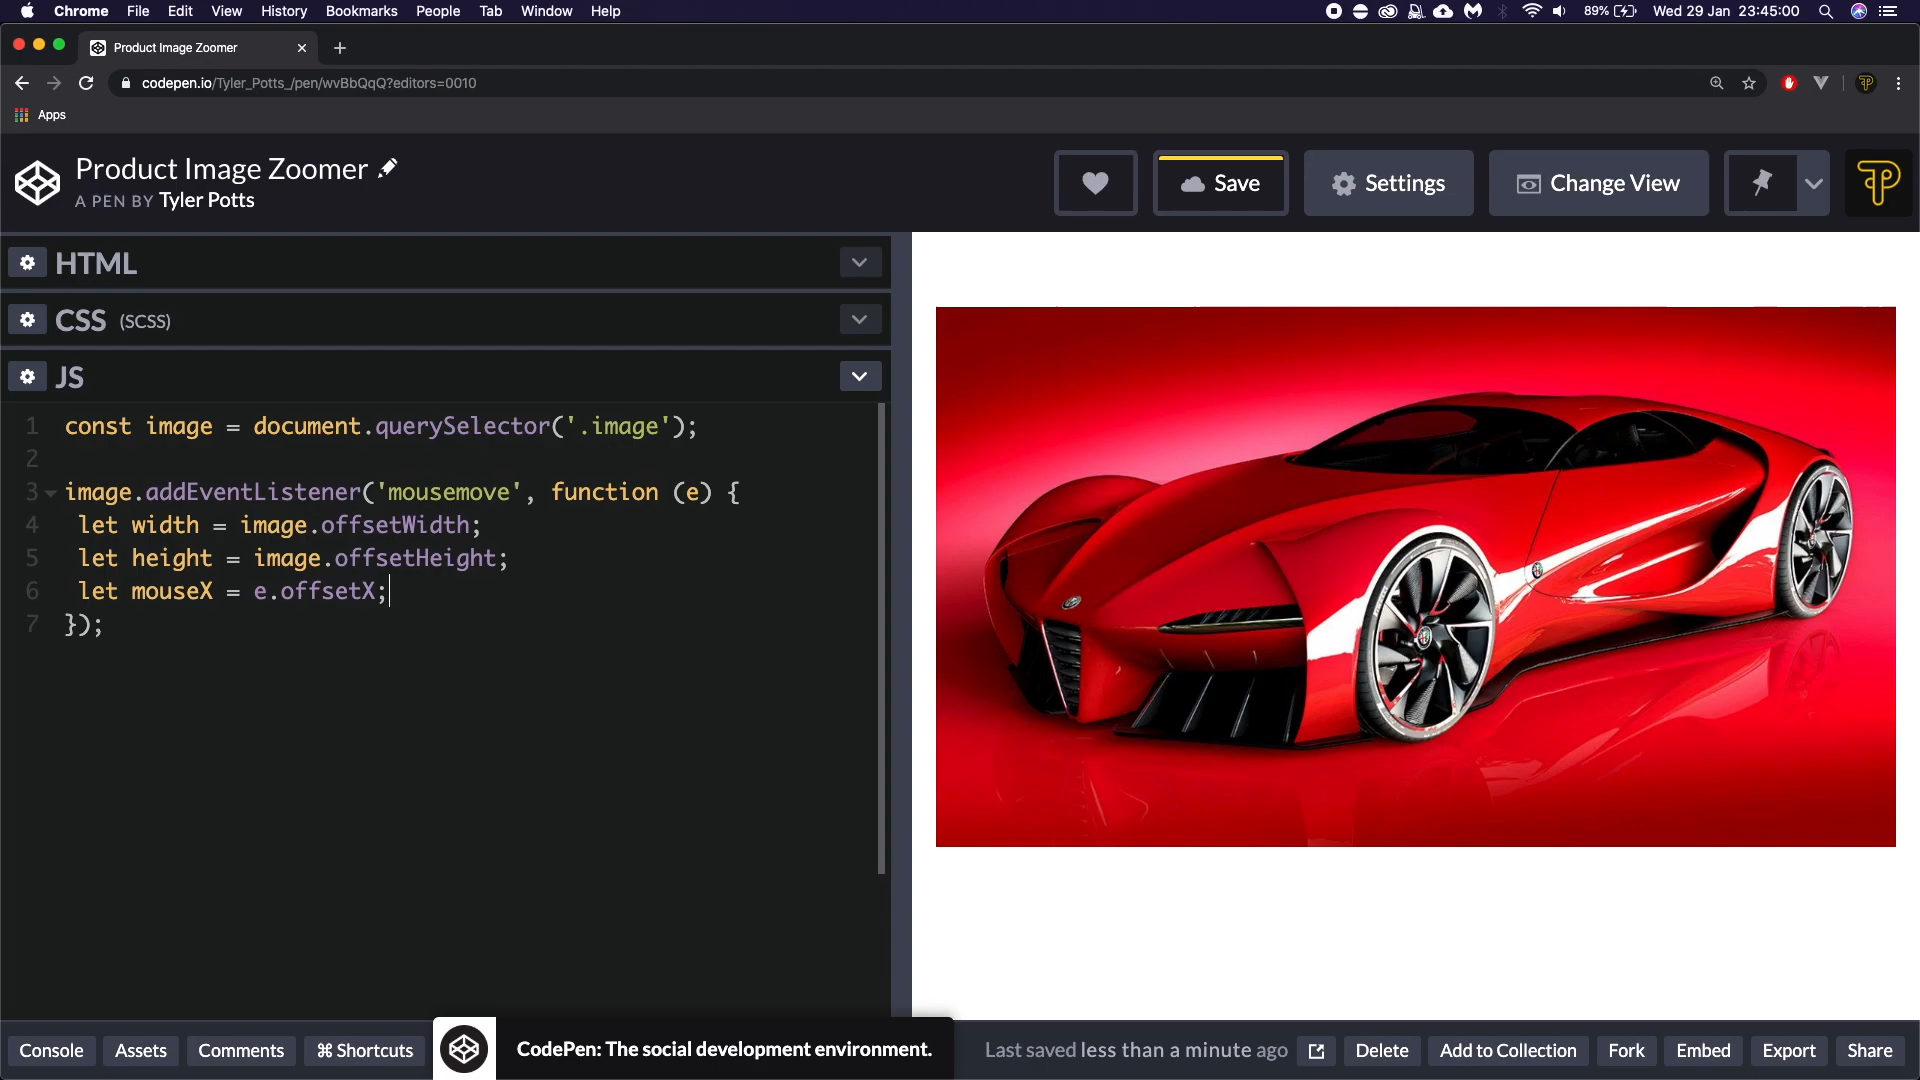 Chrome File Edit View History Bookmarks People Tab Window Help
89% Wed 29 Jan 23:45:00
Product Image Zoomer
codepen.io/Tyler_Potts_/pen/wvBbQqQ?editors=0010
Apps
Product Image Zoomer
A PEN BY Tyler Potts
Save
Settings
Change View
HTML
CSS (SCSS)
JS
1 const image = document.querySelector('.image');
2
3 image.addEventListener('mousemove', function (e) {
4 let width = image.offsetWidth;
5 let height = image.offsetHeight;
6 let mouseX = e.offsetX;
7 });
Console Assets Comments ⌘ Shortcuts
CodePen: The social development environment.
Last saved less than a minute ago
Delete Add to Collection Fork Embed Export Share